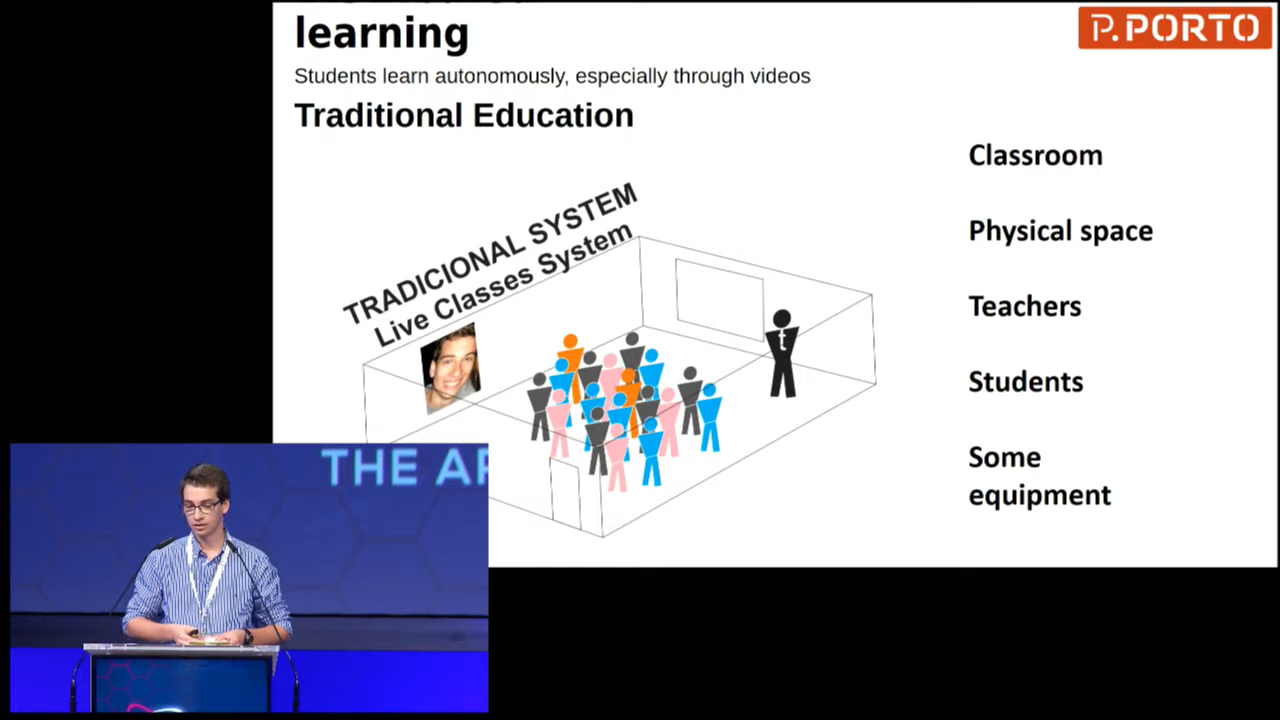 learning
P.PORTO
Students learn autonomously, especially through videos
Traditional Education
Classroom
TRADICIONAL SYSTEM
Live Classes System
Physical space
Teachers
t
Students
Some
equipment
THE